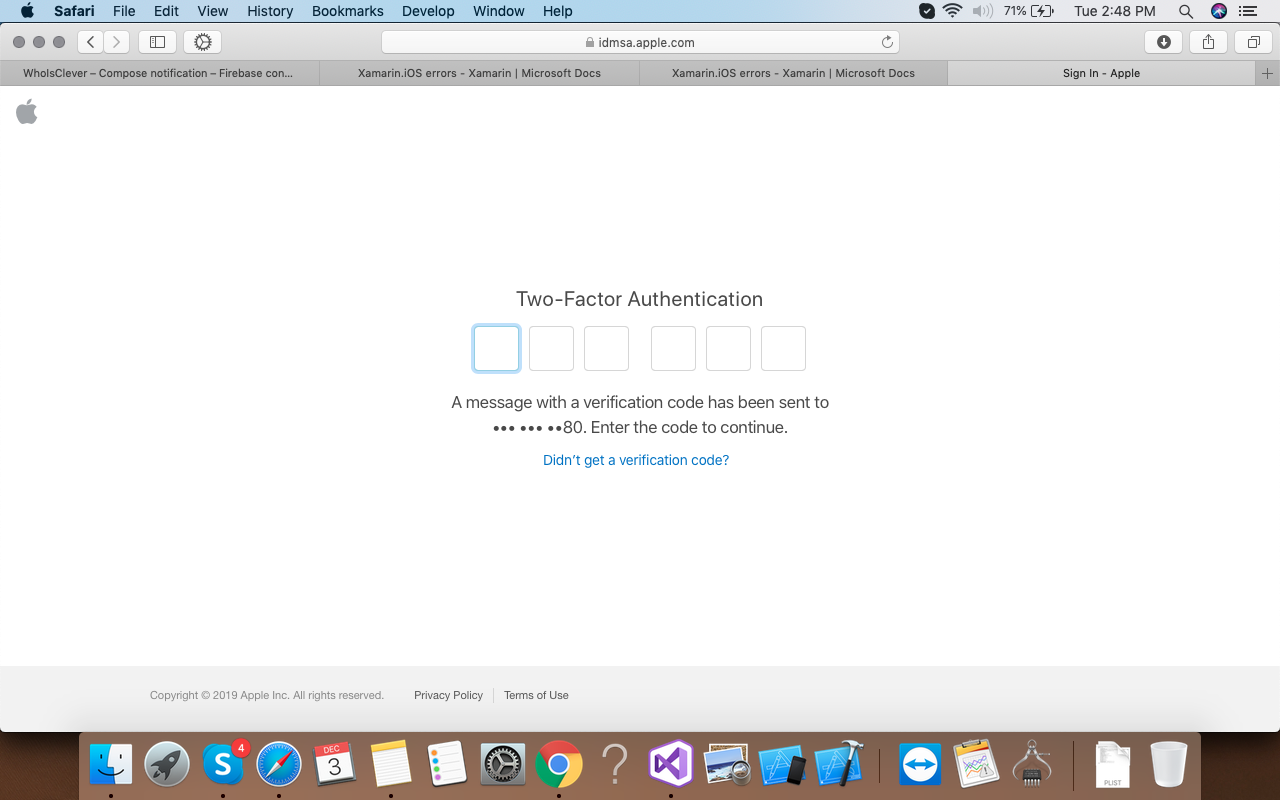 Safari File Edit View History Bookmarks Develop Window Help 71% Tue 2:48 PM
idmsa.apple.com
WhoIsClever – Compose notification – Firebase con... Xamarin.iOS errors - Xamarin | Microsoft Docs Xamarin.iOS errors - Xamarin | Microsoft Docs Sign In - Apple
Two-Factor Authentication
A message with a verification code has been sent to
••• ••• ••80. Enter the code to continue.
Didn't get a verification code?
Copyright © 2019 Apple Inc. All rights reserved. Privacy Policy Terms of Use
S 4 DEC
3
PLIST